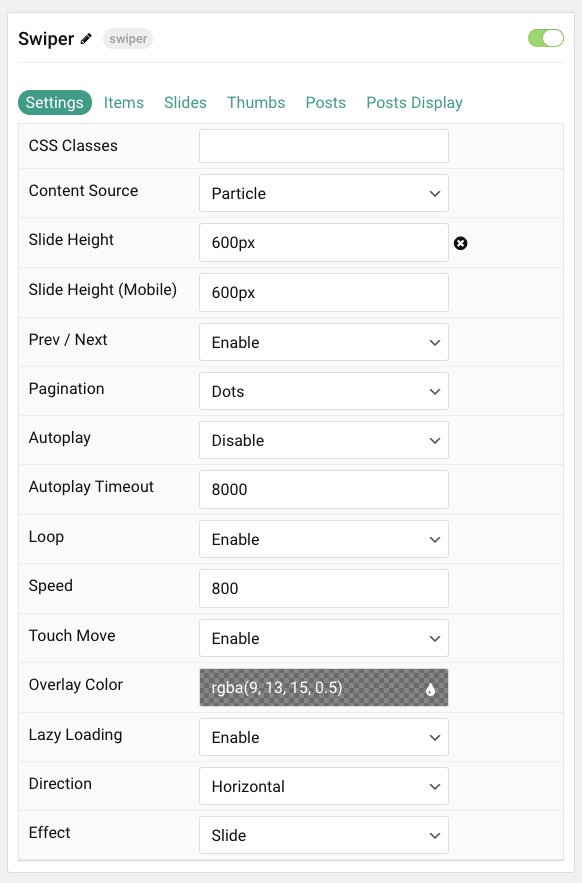 Swiper swiper
Settings Items Slides Thumbs Posts Posts Display
CSS Classes
Content Source Particle
Slide Height 600px
Slide Height (Mobile) 600px
Prev / Next Enable
Pagination Dots
Autoplay Disable
Autoplay Timeout 8000
Loop Enable
Speed 800
Touch Move Enable
Overlay Color rgba(9, 13, 15, 0.5)
Lazy Loading Enable
Direction Horizontal
Effect Slide